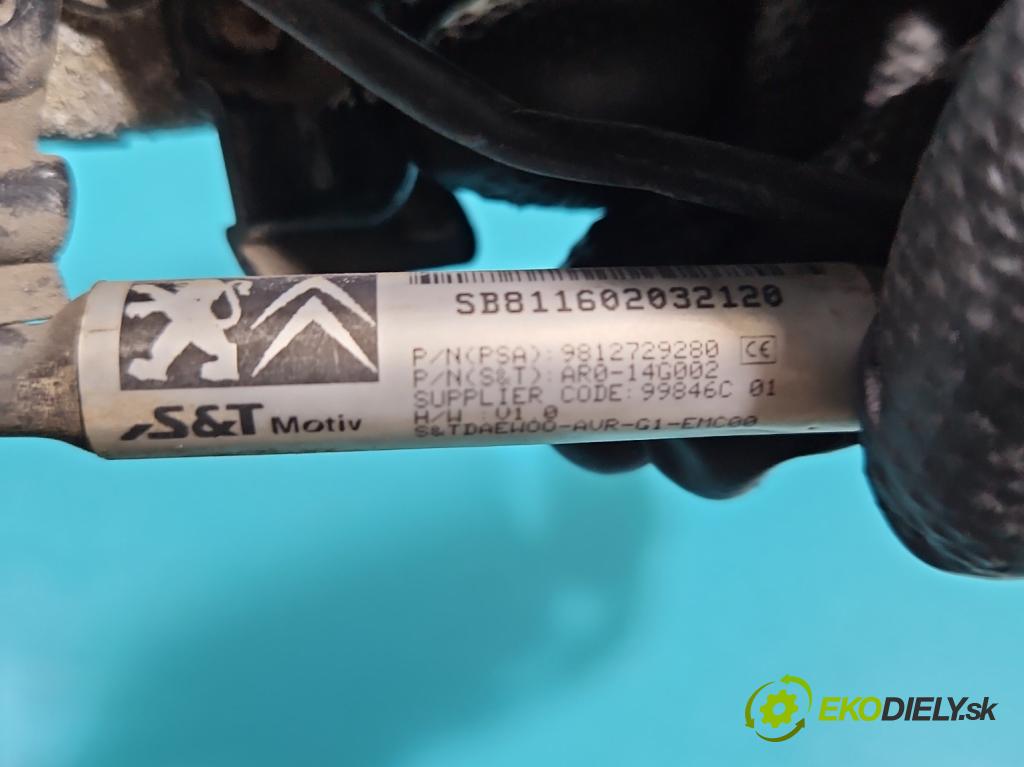 SB811602032120
P/N(PSA):9812729280 CE
P/N(S&T):AR0-14G002
SUPPLIER CODE:99846C 01
H/W :V1.0
S&TDAEWOO-AVR-G1-EMC00
S&T Motiv
EKODIELY.sk